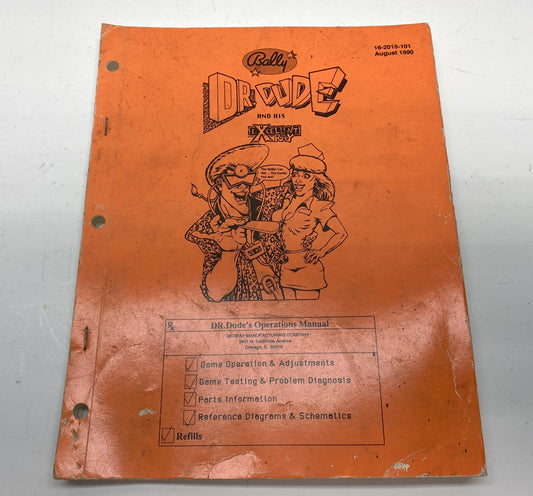 Bally
16-2016-101
August 1990
DR. DUDE
AND HIS
EXCELLENT
RAY
℞ DR.Dude's Operations Manual
MIDWAY MANUFACTURING COMPANY
3401 N. California Avenue
Chicago, IL 60618
Game Operation & Adjustments
Game Testing & Problem Diagnosis
Parts Information
Reference Diagrams & Schematics
Refills